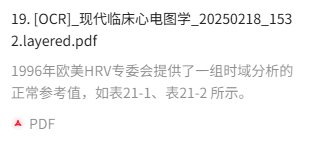 19. [OCR]_现代临床心电图学_20250218_153
2.layered.pdf
1996年欧美HRV专委会提供了一组时域分析的
正常参考值，如表21-1、表21-2 所示。
PDF